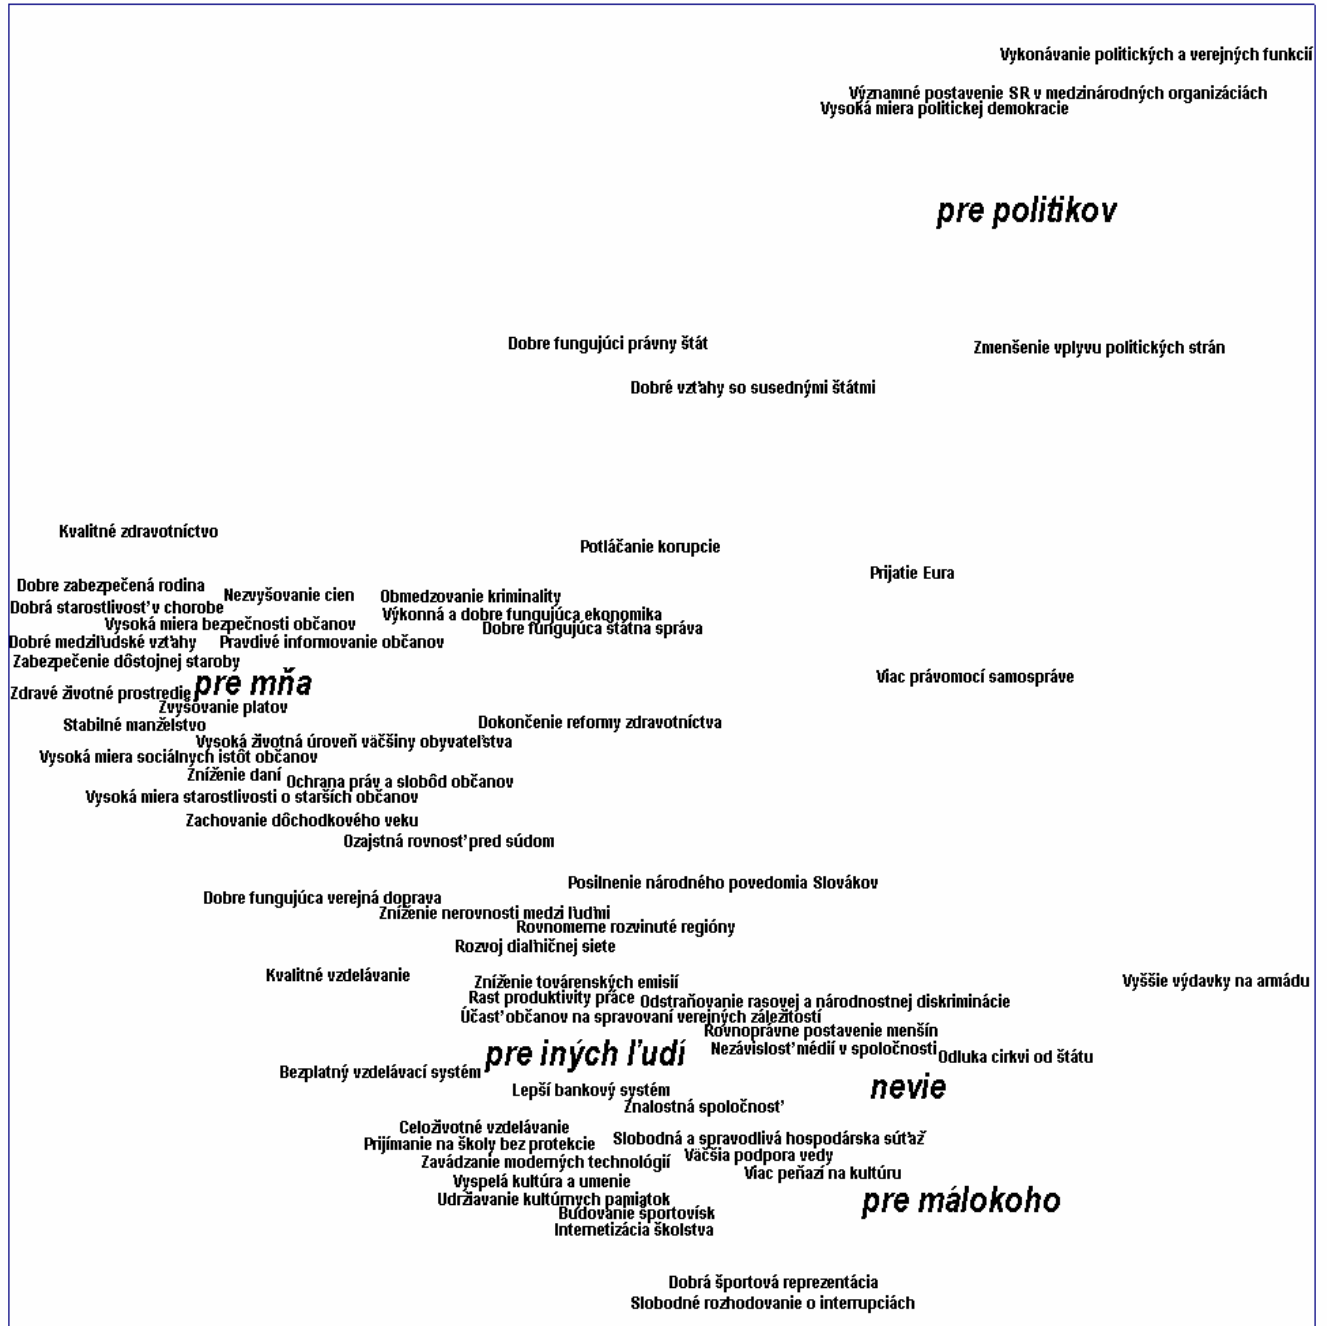 Vykonávanie politických a verejných funkcií
Významné postavenie SR v medzinárodných organizáciách
Vysoká miera politickej demokracie
pre politikov
Dobre fungujúci právny štát
Zmenšenie vplyvu politických strán
Dobré vzťahy so susednými štátmi
Kvalitné zdravotníctvo
Potláčanie korupcie
Prijatie Eura
Dobre zabezpečená rodina
Nezvyšovanie cien
Obmedzovanie kriminality
Dobrá starostlivosť v chorobe
Výkonná a dobre fungujúca ekonomika
Vysoká miera bezpečnosti občanov
Dobre fungujúca štátna správa
Dobré medziľudské vzťahy
Pravdivé informovanie občanov
Zabezpečenie dôstojnej staroby
Viac právomocí samospráve
pre mňa
Zdravé životné prostredie
Zvyšovanie platov
Stabilné manželstvo
Dokončenie reformy zdravotníctva
Vysoká životná úroveň väčšiny obyvateľstva
Vysoká miera sociálnych istôt občanov
Zníženie daní
Ochrana práv a slobôd občanov
Vysoká miera starostlivosti o starších občanov
Zachovanie dôchodkového veku
Ozajstná rovnosť pred súdom
Posilnenie národného povedomia Slovákov
Dobre fungujúca verejná doprava
Zníženie nerovnosti medzi ľuďmi
Rovnomerne rozvinuté regióny
Rozvoj diaľničnej siete
Kvalitné vzdelávanie
Zníženie továrenských emisií
Vyššie výdavky na armádu
Rast produktivity práce
Odstraňovanie rasovej a národnostnej diskriminácie
Účasť občanov na spravovaní verejných záležitostí
Rovnoprávne postavenie menšín
Nezávislosť médií v spoločnosti
pre iných ľudí
Odluka cirkvi od štátu
Bezplatný vzdelávací systém
nevie
Lepší bankový systém
Znalostná spoločnosť
Celoživotné vzdelávanie
Slobodná a spravodlivá hospodárska súťaž
Prijímanie na školy bez protekcie
Väčšia podpora vedy
Zavádzanie moderných technológií
Viac peňazí na kultúru
Vyspelá kultúra a umenie
Udržiavanie kultúrnych pamiatok
pre málokoho
Budovanie športovísk
Internetizácia školstva
Dobrá športová reprezentácia
Slobodné rozhodovanie o interrupciách